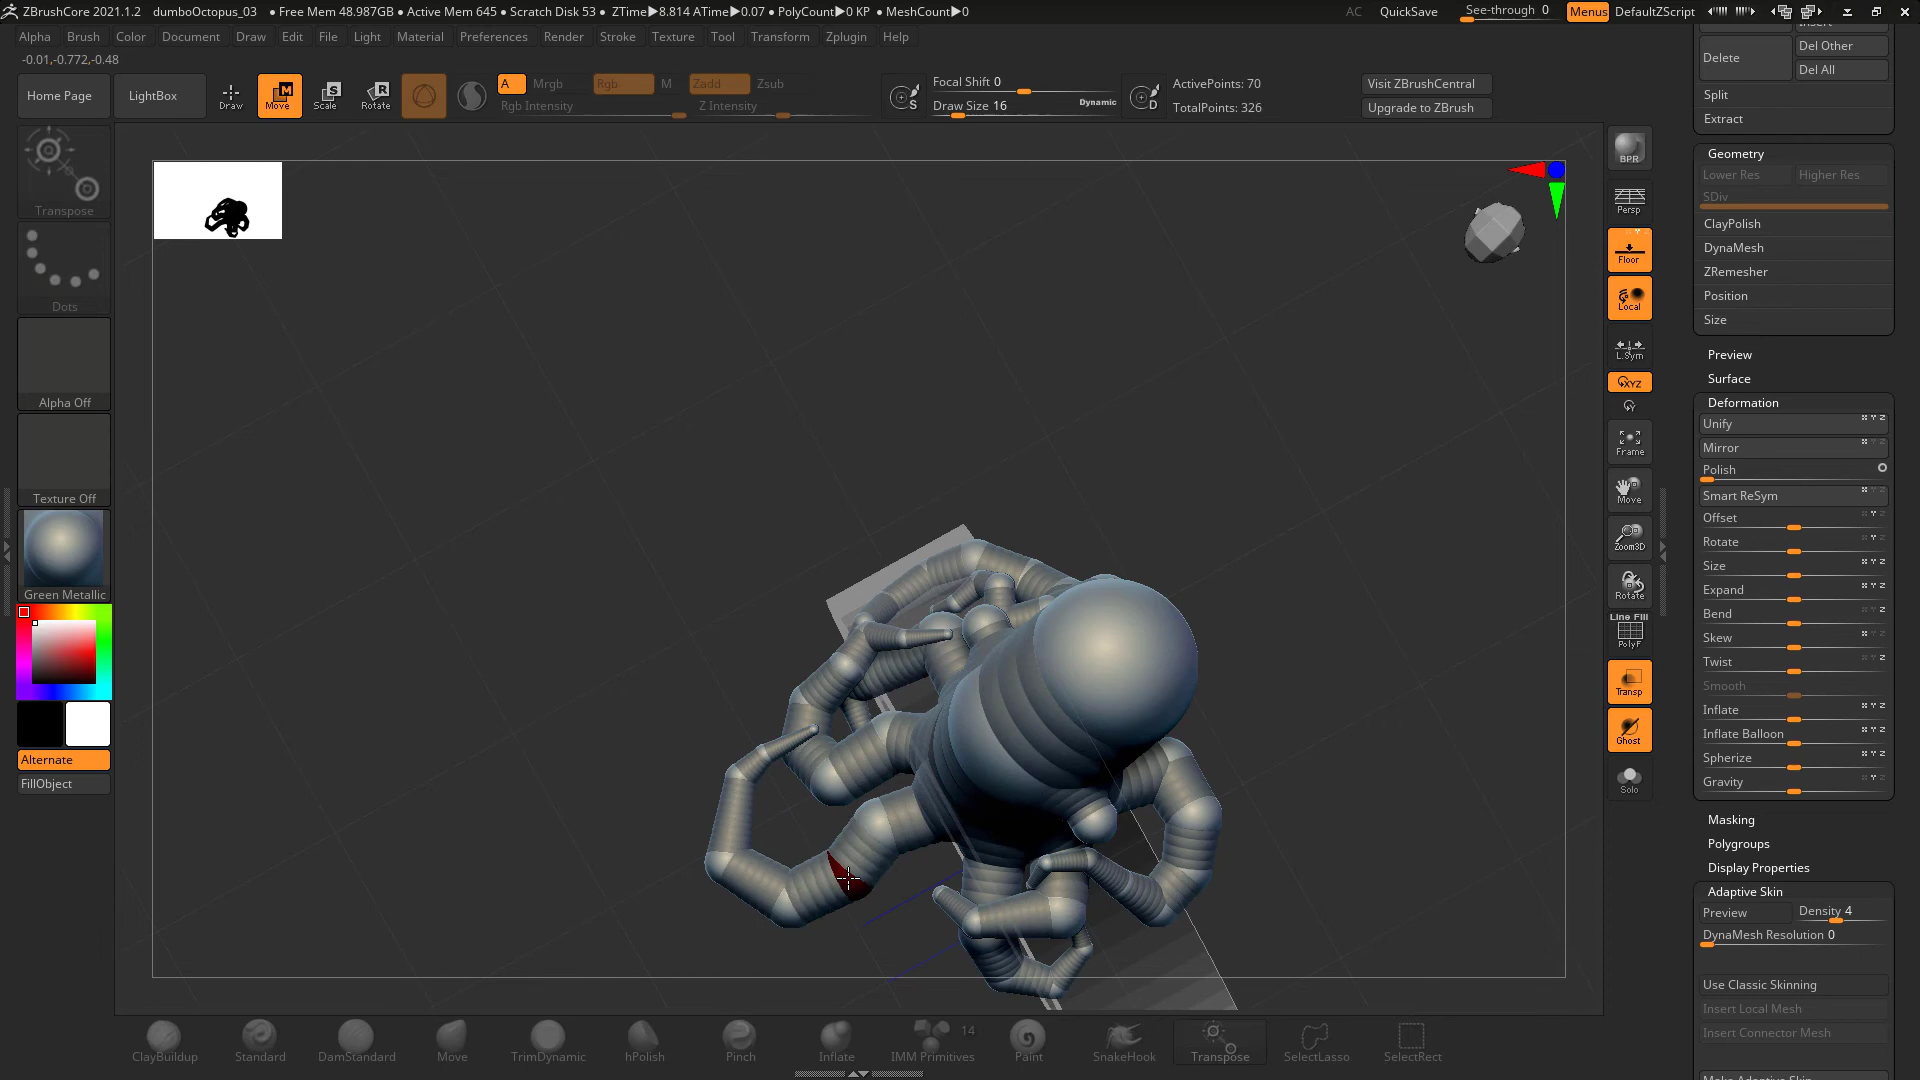 ZBrushCore 2021.1.2 dumboOctopus_03 • Free Mem 48.987GB • Active Mem 645 • Scratch Disk 53 • ZTime▶8.814 ATime▶0.07 • PolyCount▶0 KP • MeshCount▶0 AC QuickSave See-through 0 Menus DefaultZScript
Alpha Brush Color Document Draw Edit File Light Material Preferences Render Stroke Texture Tool Transform Zplugin Help
-0.01,-0.772,-0.48
Home Page LightBox Draw Move Scale Rotate
A Mrgb Rgb M Zadd Zsub
Rgb Intensity Z Intensity
Focal Shift 0
Draw Size 16 Dynamic
S D
ActivePoints: 70
TotalPoints: 326
Visit ZBrushCentral
Upgrade to ZBrush
Transpose
Dots
Alpha Off
Texture Off
Green Metallic
Alternate
FillObject
BPR
Persp
Floor
Local
L.Sym
XYZ
Y
Frame
Move
Zoom3D
Rotate
Line Fill
PolyF
Transp
Ghost
Solo
Insert
Delete Del Other
Del All
Split
Extract
Geometry
Lower Res Higher Res
SDiv
ClayPolish
DynaMesh
ZRemesher
Position
Size
Preview
Surface
Deformation
Unify
Mirror
Polish
Smart ReSym
Offset
Rotate
Size
Expand
Bend
Skew
Twist
Smooth
Inflate
Inflate Balloon
Spherize
Gravity
Masking
Polygroups
Display Properties
Adaptive Skin
Preview Density 4
DynaMesh Resolution 0
Use Classic Skinning
Insert Local Mesh
Insert Connector Mesh
Make Adaptive Skin
ClayBuildup Standard DamStandard Move TrimDynamic hPolish Pinch Inflate IMM Primitives 14 Paint SnakeHook Transpose SelectLasso SelectRect